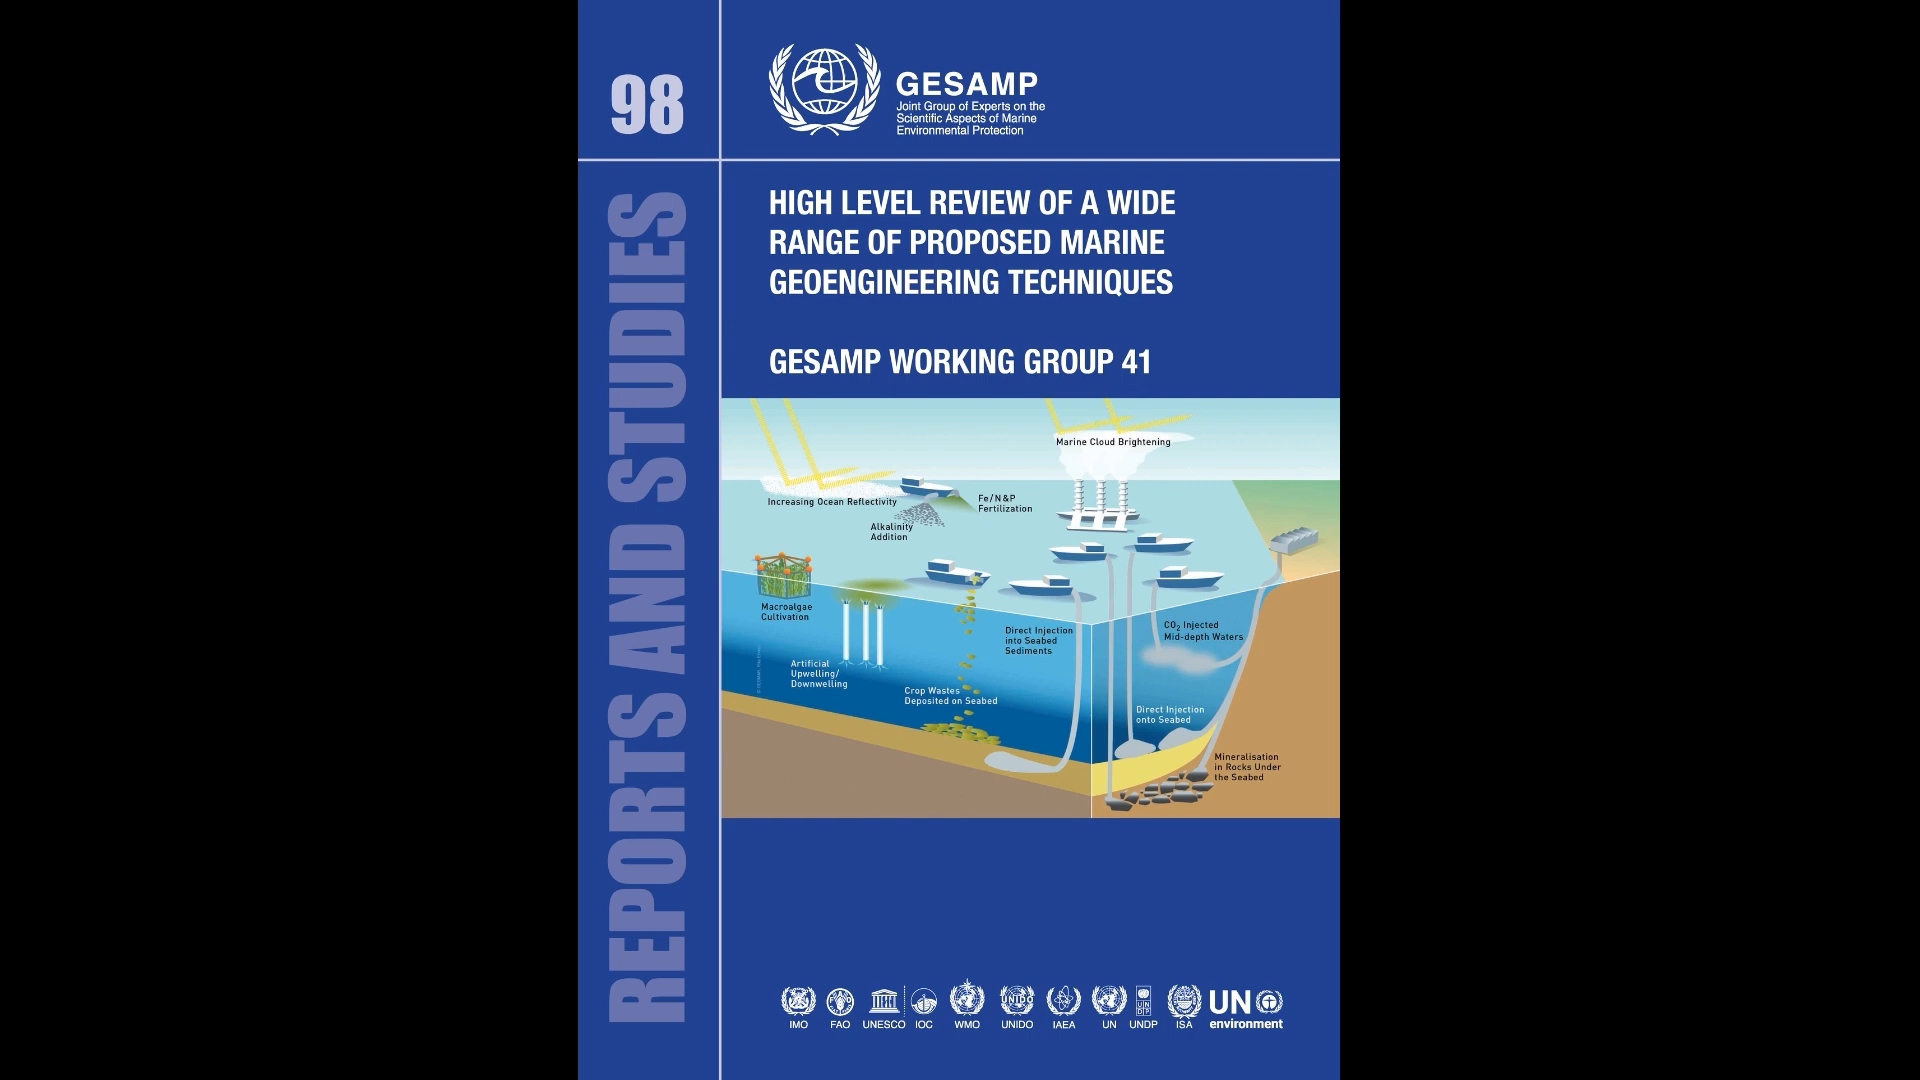 98
GESAMP
Joint Group of Experts on the
Scientific Aspects of Marine
Environmental Protection
REPORTS AND STUDIES
HIGH LEVEL REVIEW OF A WIDE
RANGE OF PROPOSED MARINE
GEOENGINEERING TECHNIQUES
GESAMP WORKING GROUP 41
Marine Cloud Brightening
Increasing Ocean Reflectivity
Fe/N&P
Fertilization
Alkalinity
Addition
Macroalgae
Cultivation
Artificial
Upwelling/
Downwelling
Crop Wastes
Deposited on Seabed
Direct Injection
into Seabed
Sediments
CO₂ Injected
Mid-depth Waters
Direct Injection
onto Seabed
Mineralisation
in Rocks Under
the Seabed
IMO
FAO
UNESCO
IOC
WMO
UNIDO
UNIDO
IAEA
UN
UNDP
ISA
UN
environment